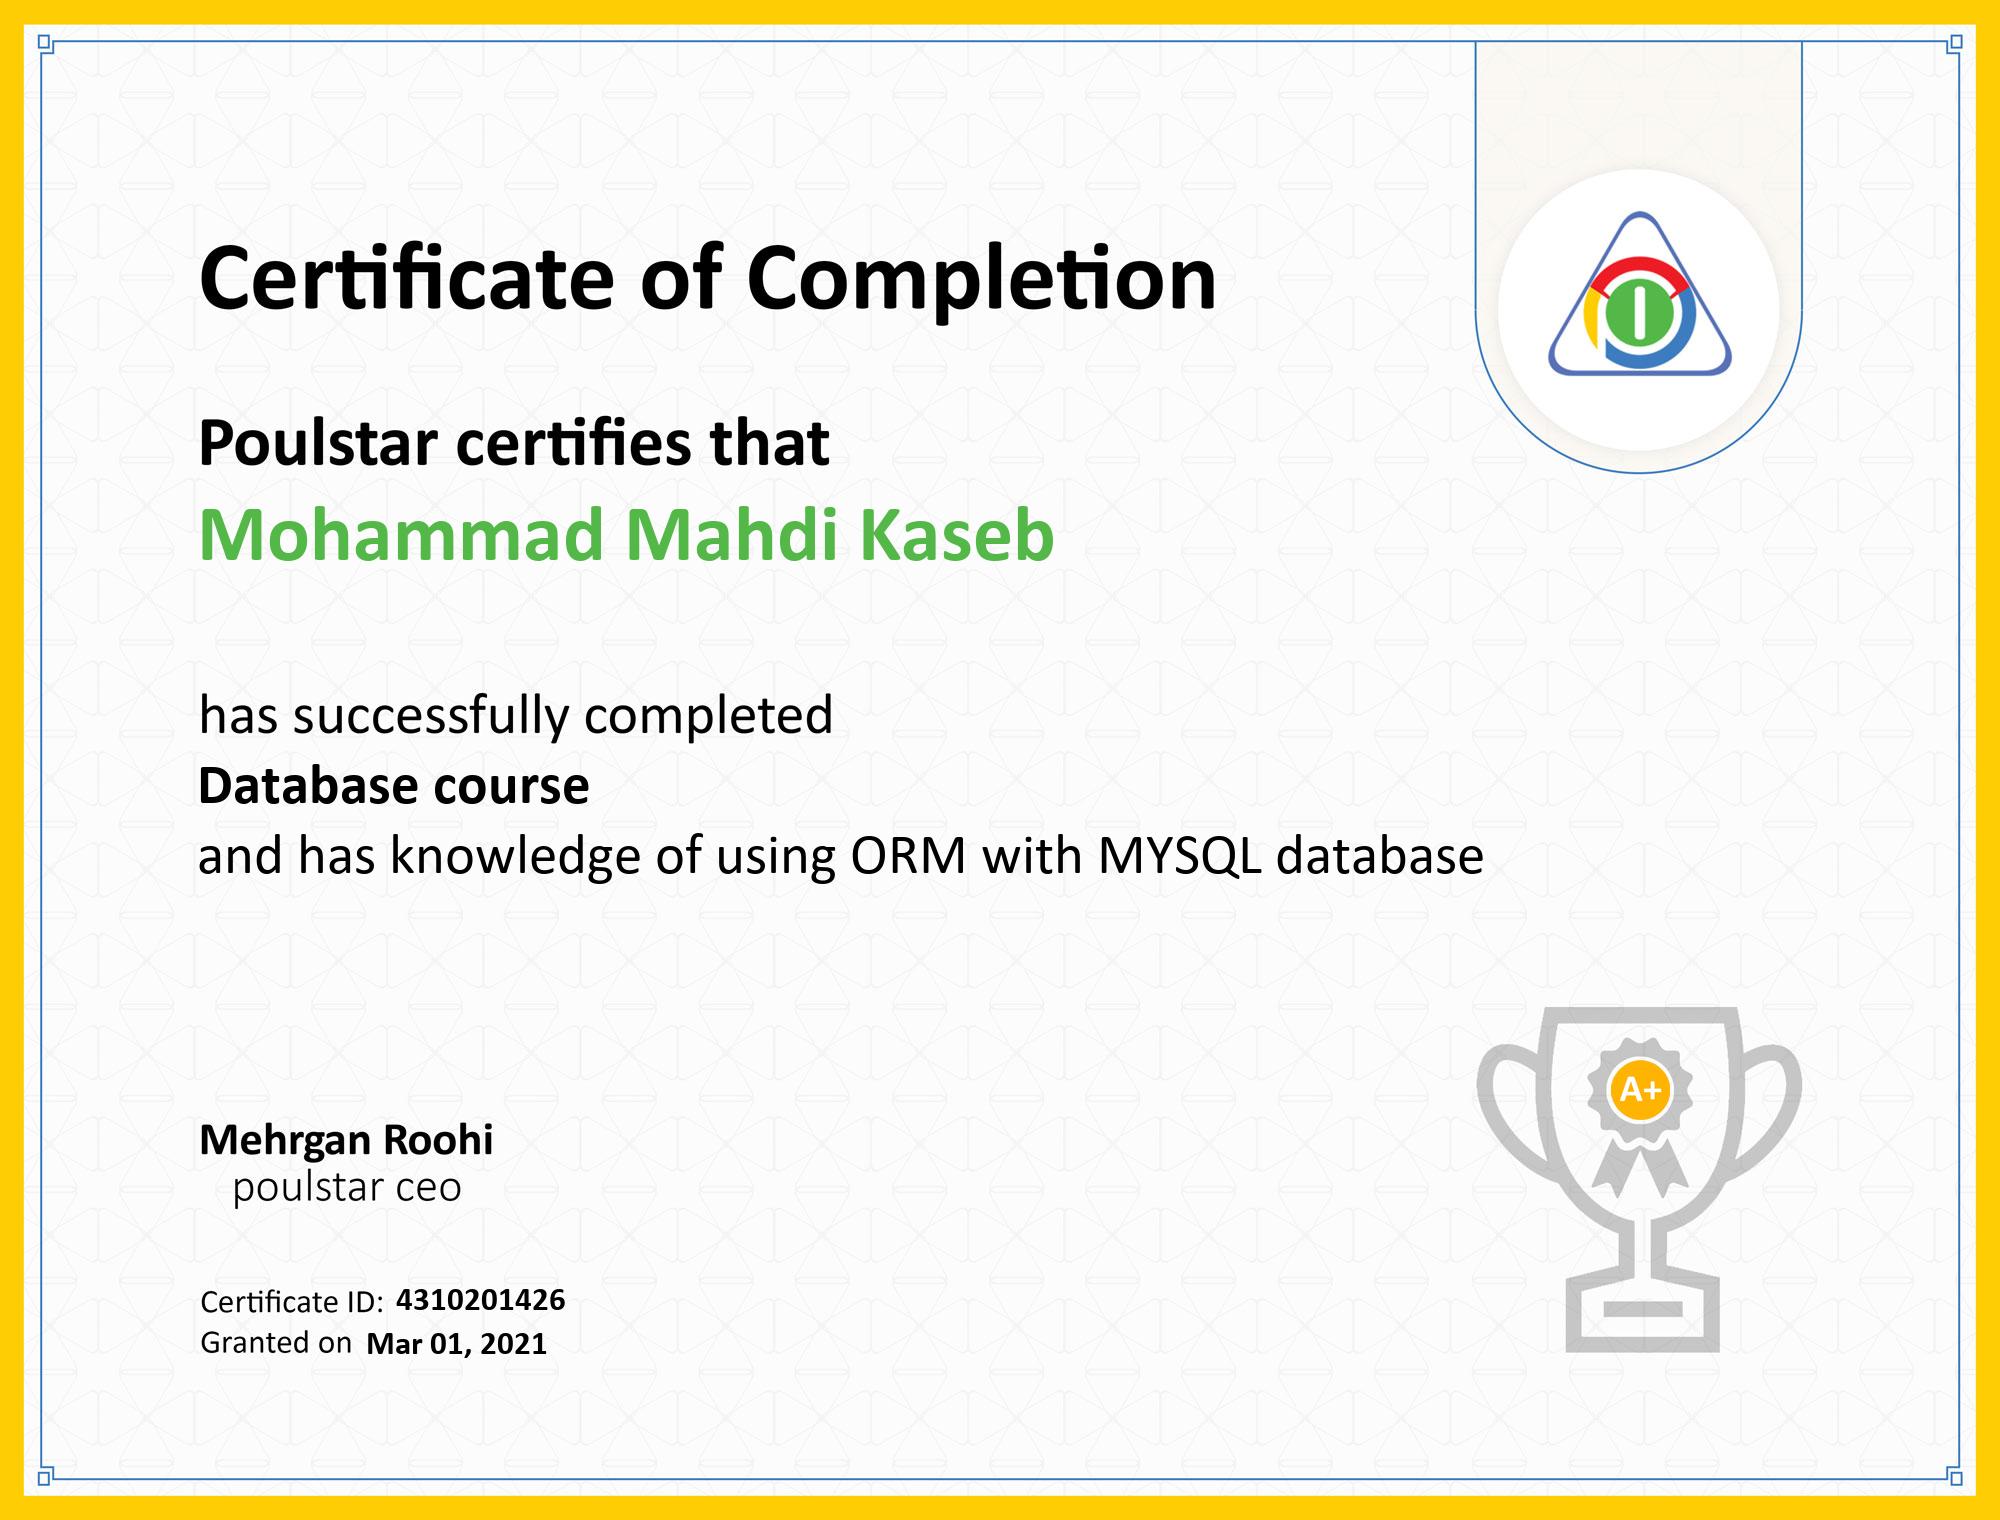 Certificate of Completion
Poulstar certifies that
Mohammad Mahdi Kaseb
has successfully completed
Database course
and has knowledge of using ORM with MYSQL database
A+
Mehrgan Roohi
poulstar ceo
Certificate ID: 4310201426
Granted on Mar 01, 2021